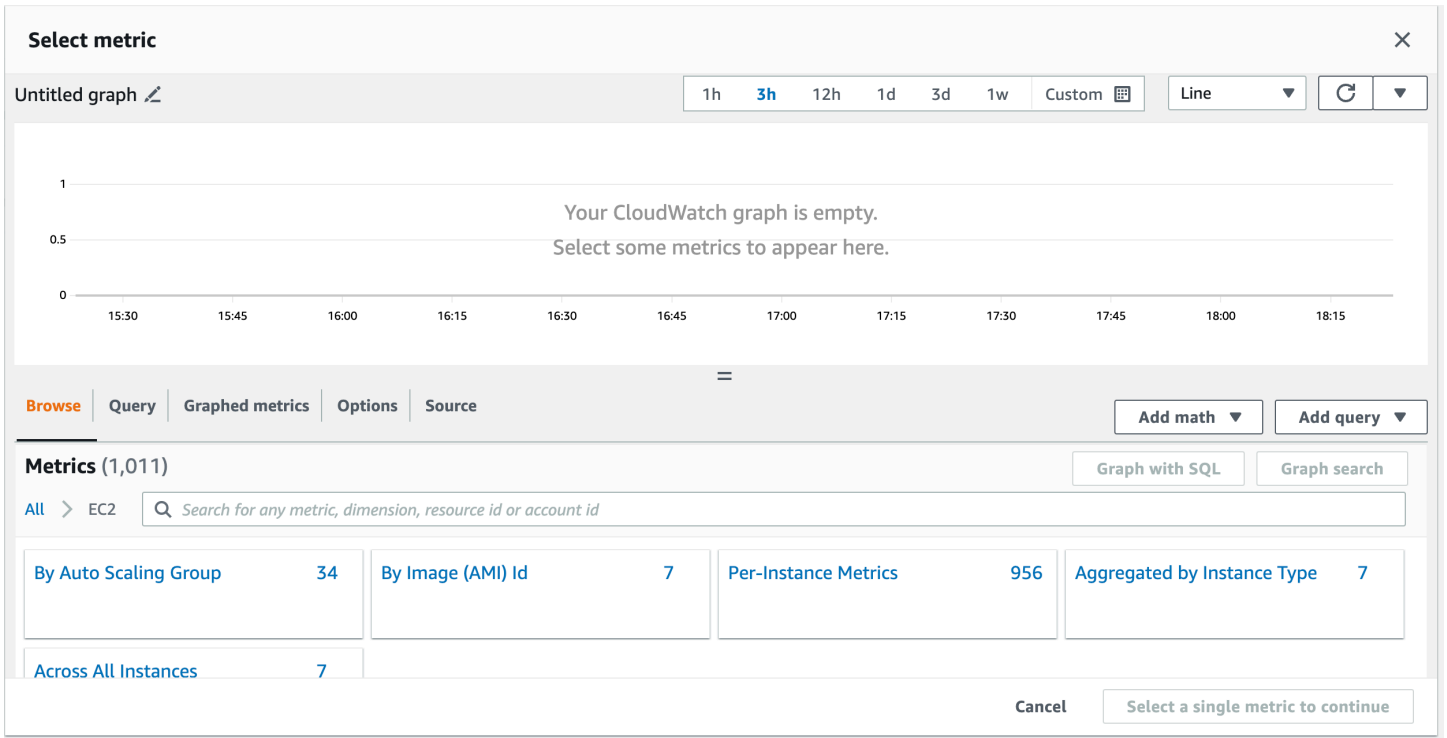 Select metric
Untitled graph
1h 3h 12h 1d 3d 1w Custom
Line
1
0.5
0
Your CloudWatch graph is empty.
Select some metrics to appear here.
15:30 15:45 16:00 16:15 16:30 16:45 17:00 17:15 17:30 17:45 18:00 18:15
Browse Query Graphed metrics Options Source
Add math Add query
Metrics (1,011)
Graph with SQL Graph search
All EC2 Search for any metric, dimension, resource id or account id
By Auto Scaling Group 34 By Image (AMI) Id 7 Per-Instance Metrics 956 Aggregated by Instance Type 7
Across All Instances 7
Cancel Select a single metric to continue